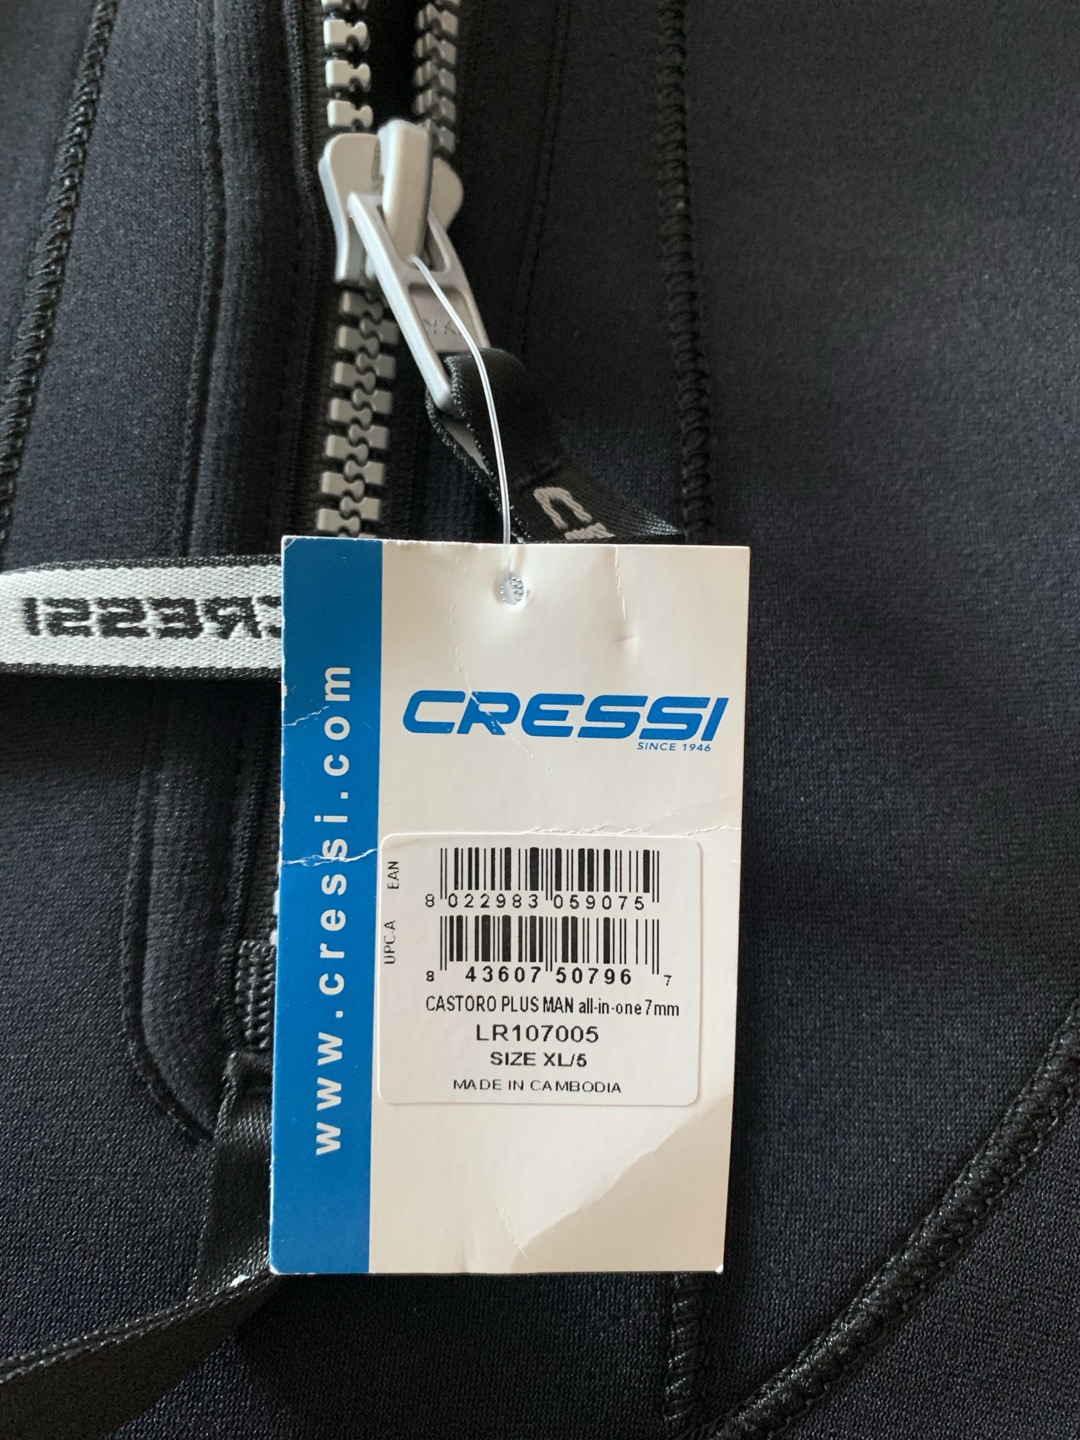 CRESSI
www.cressi.com
CRESSI
SINCE 1946
EAN
8 022983 059075
UPC-A
8 43607 50796 7
CASTORO PLUS MAN all-in-one 7mm
LR107005
SIZE XL/5
MADE IN CAMBODIA